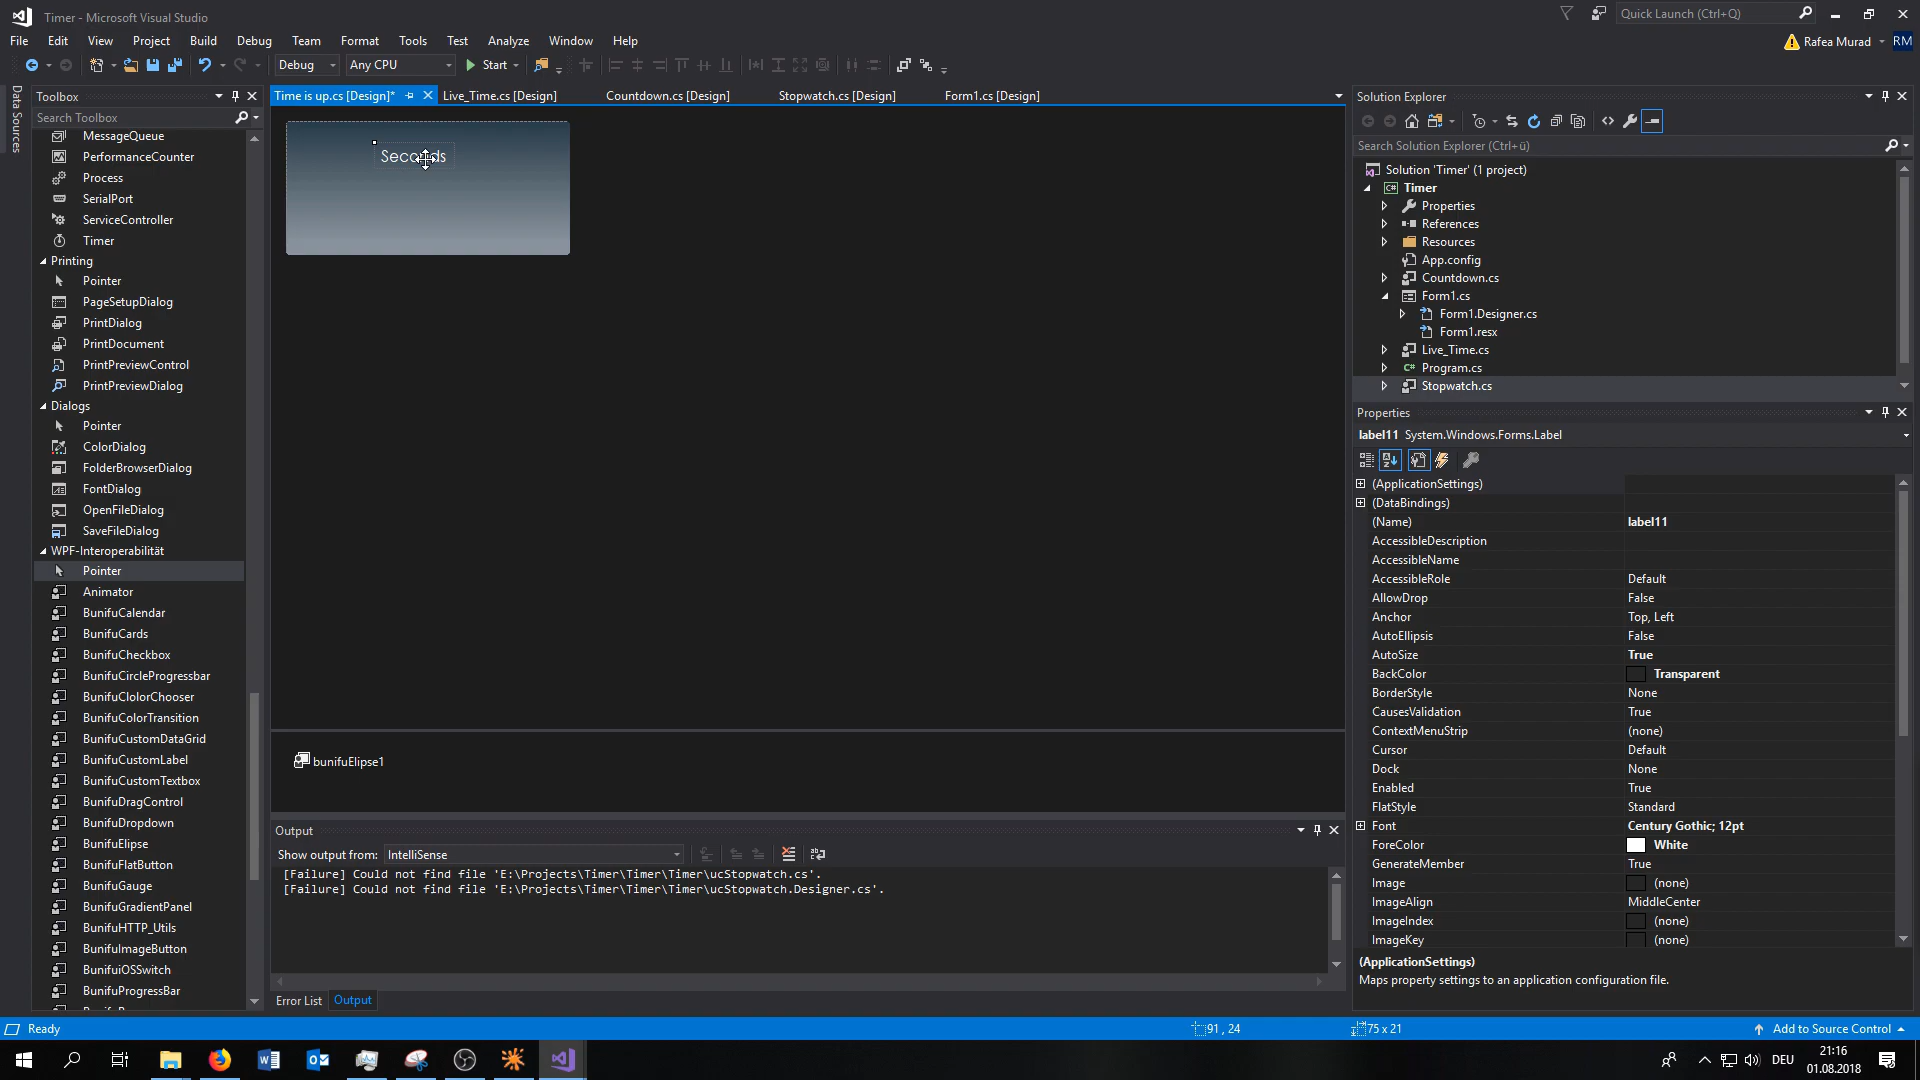 Timer - Microsoft Visual Studio
Quick Launch (Ctrl+Q)
File Edit View Project Build Debug Team Format Tools Test Analyze Window Help
Rafea Murad RM
Debug Any CPU Start
Data Sources
Toolbox
Search Toolbox
MessageQueue
PerformanceCounter
Process
SerialPort
ServiceController
Timer
Printing
Pointer
PageSetupDialog
PrintDialog
PrintDocument
PrintPreviewControl
PrintPreviewDialog
Dialogs
Pointer
ColorDialog
FolderBrowserDialog
FontDialog
OpenFileDialog
SaveFileDialog
WPF-Interoperabilität
Pointer
Animator
BunifuCalendar
BunifuCards
BunifuCheckbox
BunifuCircleProgressbar
BunifuClolorChooser
BunifuColorTransition
BunifuCustomDataGrid
BunifuCustomLabel
BunifuCustomTextbox
BunifuDragControl
BunifuDropdown
BunifuElipse
BunifuFlatButton
BunifuGauge
BunifuGradientPanel
BunifuHTTP_Utils
BunifuImageButton
BunifuiOSSwitch
BunifuProgressBar
Time is up.cs [Design]* Live_Time.cs [Design] Countdown.cs [Design] Stopwatch.cs [Design] Form1.cs [Design]
Seconds
bunifuElipse1
Output
Show output from: IntelliSense
[Failure] Could not find file 'E:\Projects\Timer\Timer\Timer\ucStopwatch.cs'.
[Failure] Could not find file 'E:\Projects\Timer\Timer\Timer\ucStopwatch.Designer.cs'.
Error List Output
Solution Explorer
Search Solution Explorer (Ctrl+ü)
Solution 'Timer' (1 project)
C# Timer
Properties
References
Resources
App.config
Countdown.cs
Form1.cs
Form1.Designer.cs
Form1.resx
Live_Time.cs
C# Program.cs
Stopwatch.cs
Properties
label11 System.Windows.Forms.Label
(ApplicationSettings)
(DataBindings)
(Name) label11
AccessibleDescription
AccessibleName
AccessibleRole Default
AllowDrop False
Anchor Top, Left
AutoEllipsis False
AutoSize True
BackColor Transparent
BorderStyle None
CausesValidation True
ContextMenuStrip (none)
Cursor Default
Dock None
Enabled True
FlatStyle Standard
Font Century Gothic; 12pt
ForeColor White
GenerateMember True
Image (none)
ImageAlign MiddleCenter
ImageIndex (none)
ImageKey (none)
(ApplicationSettings)
Maps property settings to an application configuration file.
Ready 91 , 24 75 x 21 Add to Source Control
DEU 21:16
01.08.2018